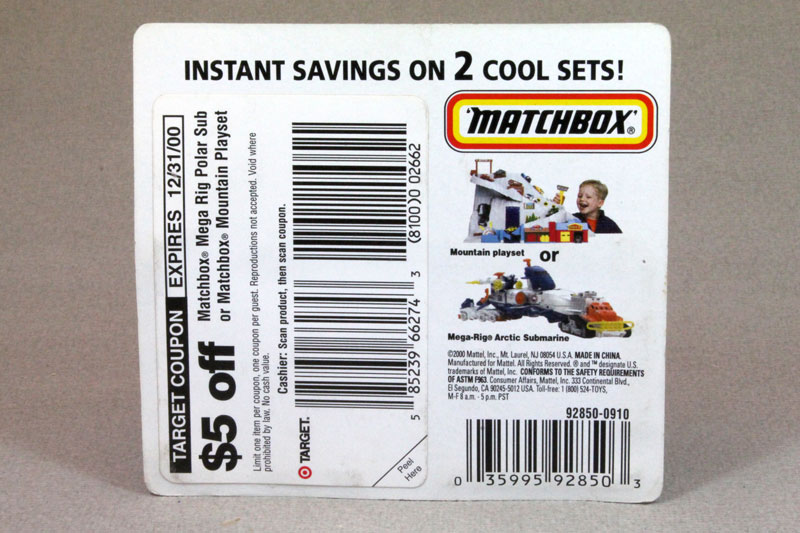 INSTANT SAVINGS ON 2 COOL SETS!
TARGET COUPON EXPIRES 12/31/00
$5 off
Matchbox® Mega Rig Polar Sub
or Matchbox® Mountain Playset
Limit one item per coupon, one coupon per guest. Reproductions not accepted. Void where
prohibited by law. No cash value.
Cashier: Scan product, then scan coupon.
TARGET.
5 85239 66274 3
(8100)0 02662
Peel
Here
MATCHBOX®
Mountain playset or
Mega-Rig® Arctic Submarine
©2000 Mattel, Inc., Mt. Laurel, NJ 08054 U.S.A. MADE IN CHINA.
Manufactured for Mattel. All Rights Reserved. ® and ™ designate U.S.
trademarks of Mattel, Inc. CONFORMS TO THE SAFETY REQUIREMENTS
OF ASTM F963. Consumer Affairs, Mattel, Inc. 333 Continental Blvd.,
El Segundo, CA 90245-5012 USA. Toll-free: 1 (800) 524-TOYS,
M-F 8 a.m. - 5 p.m. PST
92850-0910
0 35995 92850 3